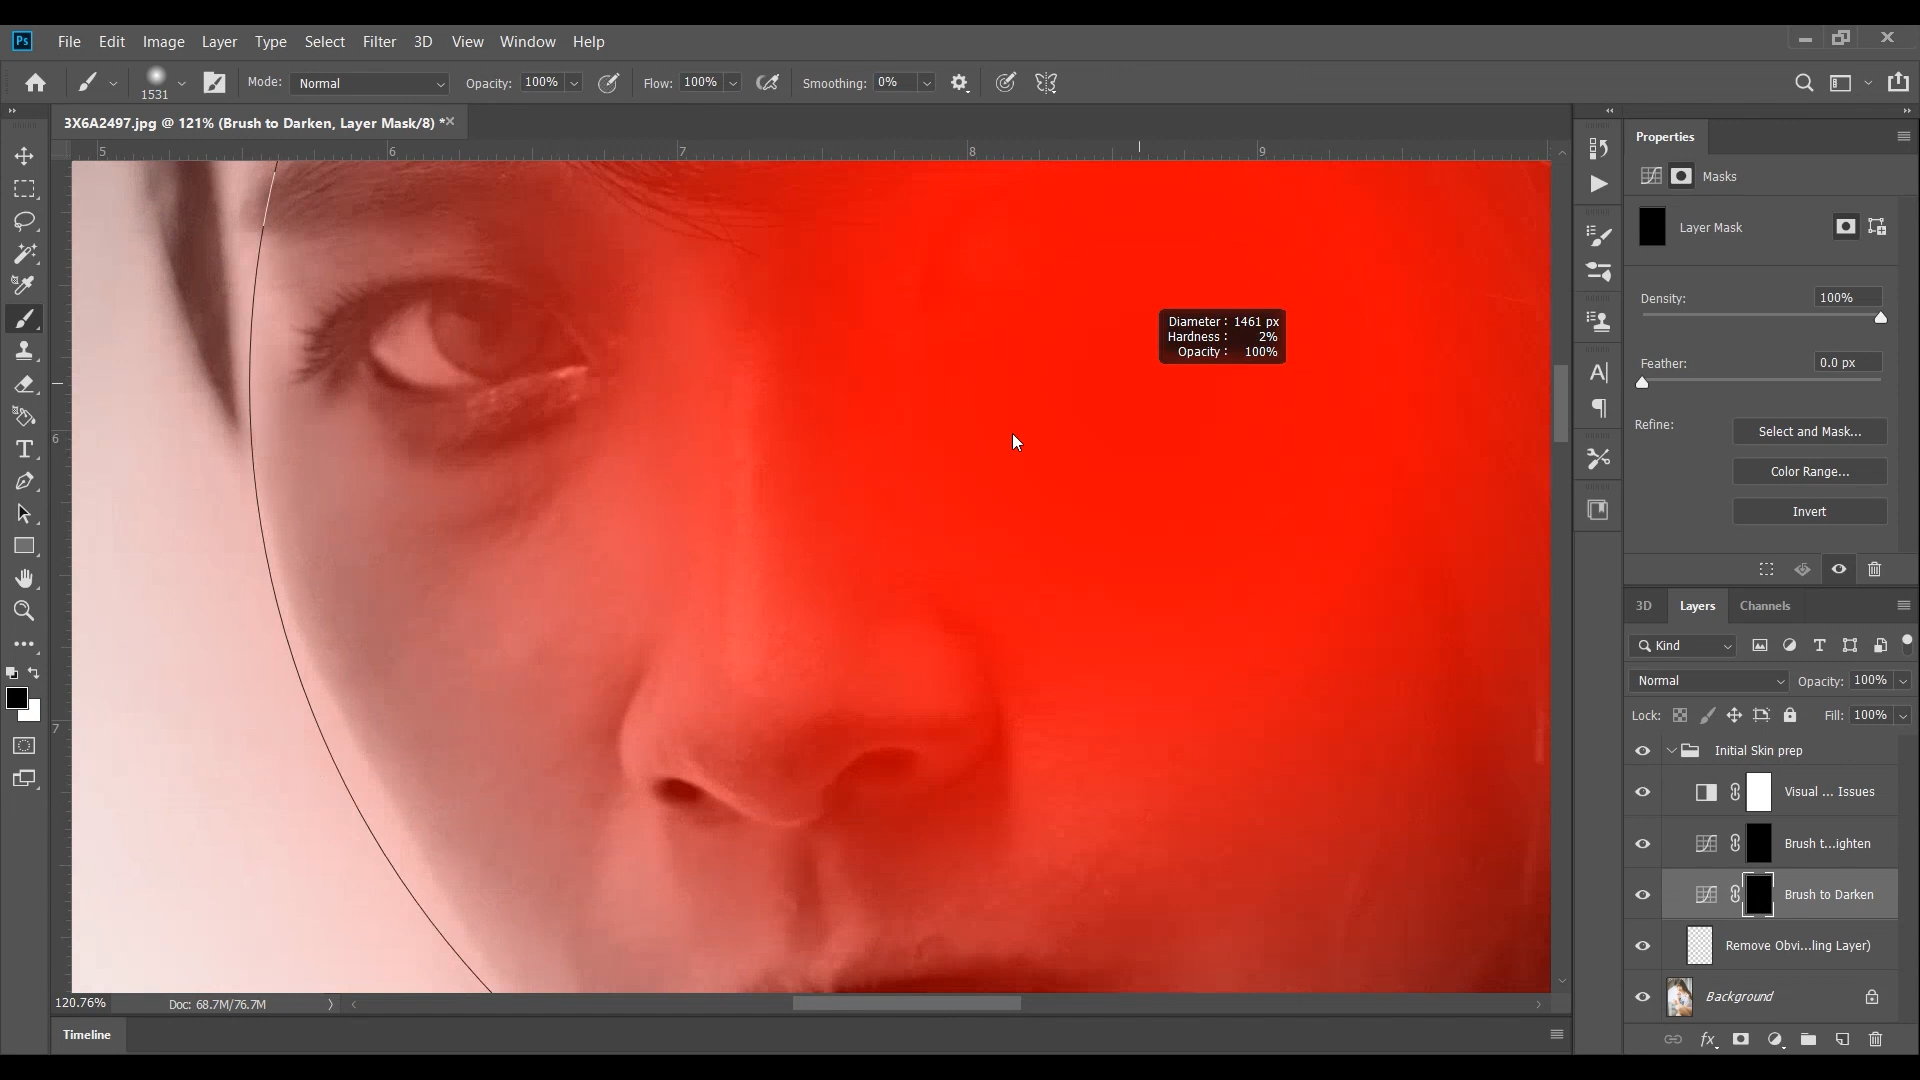 Ps File Edit Image Layer Type Select Filter 3D View Window Help
1531 Mode: Normal Opacity: 100% Flow: 100% Smoothing: 0%
3X6A2497.jpg @ 121% (Brush to Darken, Layer Mask/8) *
5 6 7 8 9
6
7
Diameter : 1461 px
Hardness : 2%
Opacity : 100%
120.76% Doc: 68.7M/76.7M
Timeline
Properties
Masks
Layer Mask
Density: 100%
Feather: 0.0 px
Refine: Select and Mask...
Color Range...
Invert
3D Layers Channels
Kind
Normal Opacity: 100%
Lock: Fill: 100%
Initial Skin prep
Visual ... Issues
Brush t...ighten
Brush to Darken
Remove Obvi...ling Layer)
Background
fx